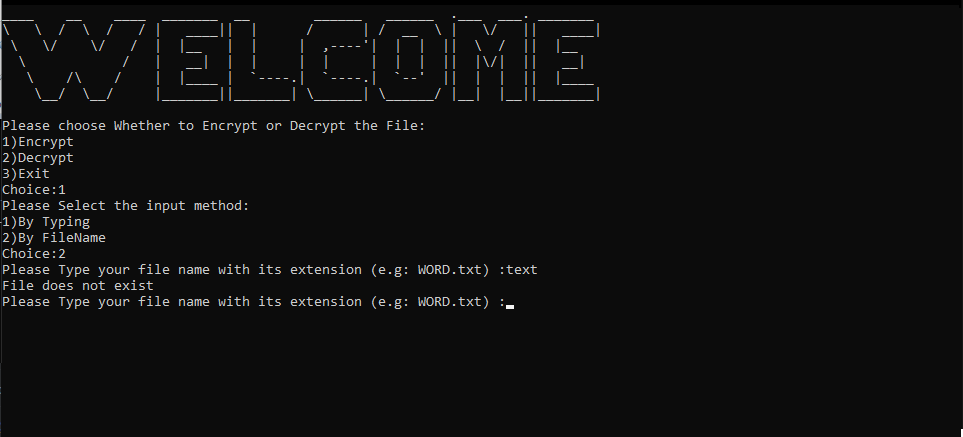 WELCOME
Please choose Whether to Encrypt or Decrypt the File:
1)Encrypt
2)Decrypt
3)Exit
Choice:1
Please Select the input method:
1)By Typing
2)By FileName
Choice:2
Please Type your file name with its extension (e.g: WORD.txt) :text
File does not exist
Please Type your file name with its extension (e.g: WORD.txt) :